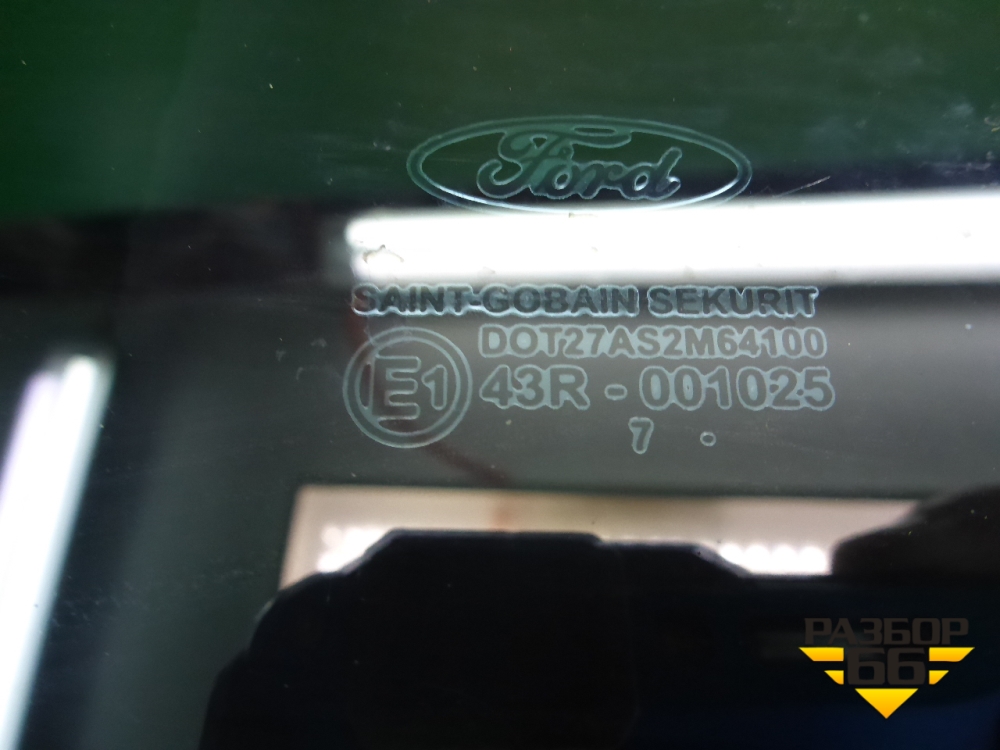 Ford
SAINT-GOBAIN SEKURIT
DOT27AS2M64100
E1
43R - 001025
7 .
РАЗБОР
66